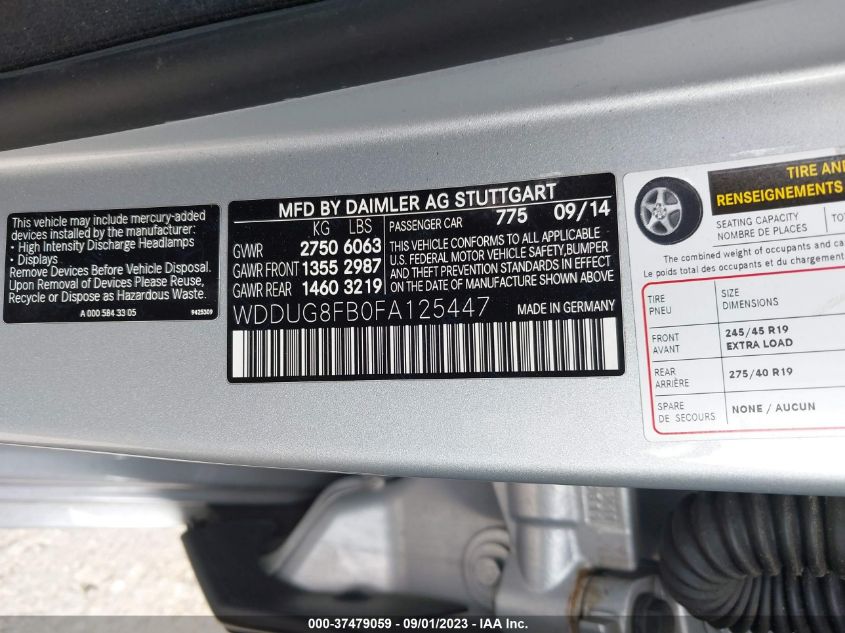 This vehicle may include mercury-added
devices installed by the manufacturer:
• High Intensity Discharge Headlamps
• Displays
Remove Devices Before Vehicle Disposal.
Upon Removal of Devices Please Reuse,
Recycle or Dispose as Hazardous Waste.
A 000 584 33 05
9425309
MFD BY DAIMLER AG STUTTGART
KG LBS
GVWR 2750 6063
GAWR FRONT 1355 2987
GAWR REAR 1460 3219
PASSENGER CAR 775 09/14
THIS VEHICLE CONFORMS TO ALL APPLICABLE
U.S. FEDERAL MOTOR VEHICLE SAFETY, BUMPER
AND THEFT PREVENTION STANDARDS IN EFFECT
ON DATE OF MANUFACTURE SHOWN ABOVE.
WDDUG8FB0FA125447
MADE IN GERMANY
TIRE AND
RENSEIGNEMENTS
SEATING CAPACITY
NOMBRE DE PLACES
The combined weight of occupants and
Le poids total des occupants et du
TIRE
PNEU
SIZE
DIMENSIONS
FRONT
AVANT
245/45 R19
EXTRA LOAD
REAR
ARRIÈRE
275/40 R19
SPARE
DE SECOURS
NONE / AUCUN
000-37479059 - 09/01/2023 - IAA Inc.